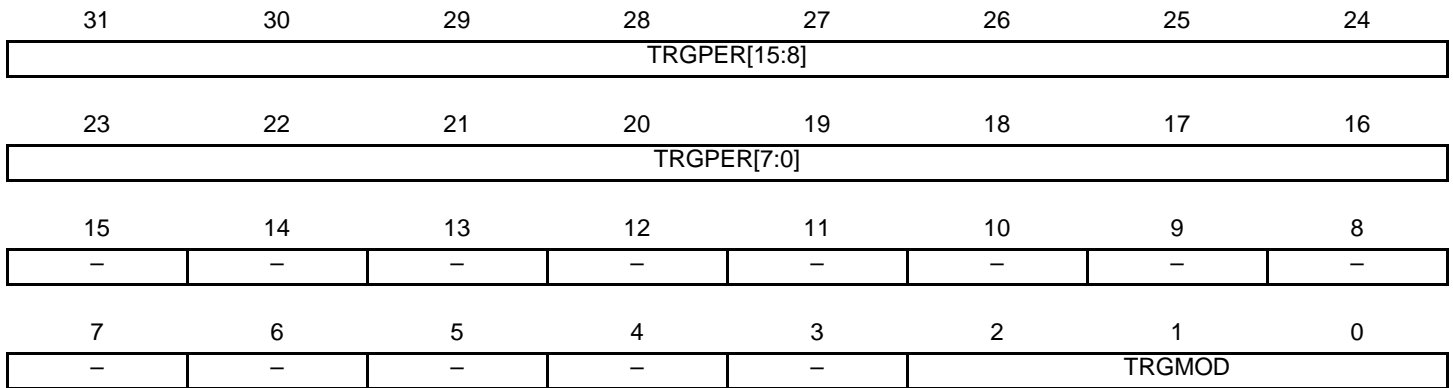 31 30 29 28 27 26 25 24
TRGPER[15:8]
23 22 21 20 19 18 17 16
TRGPER[7:0]
15 14 13 12 11 10 9 8
– – – – – – – –
7 6 5 4 3 2 1 0
– – – – – TRGMOD